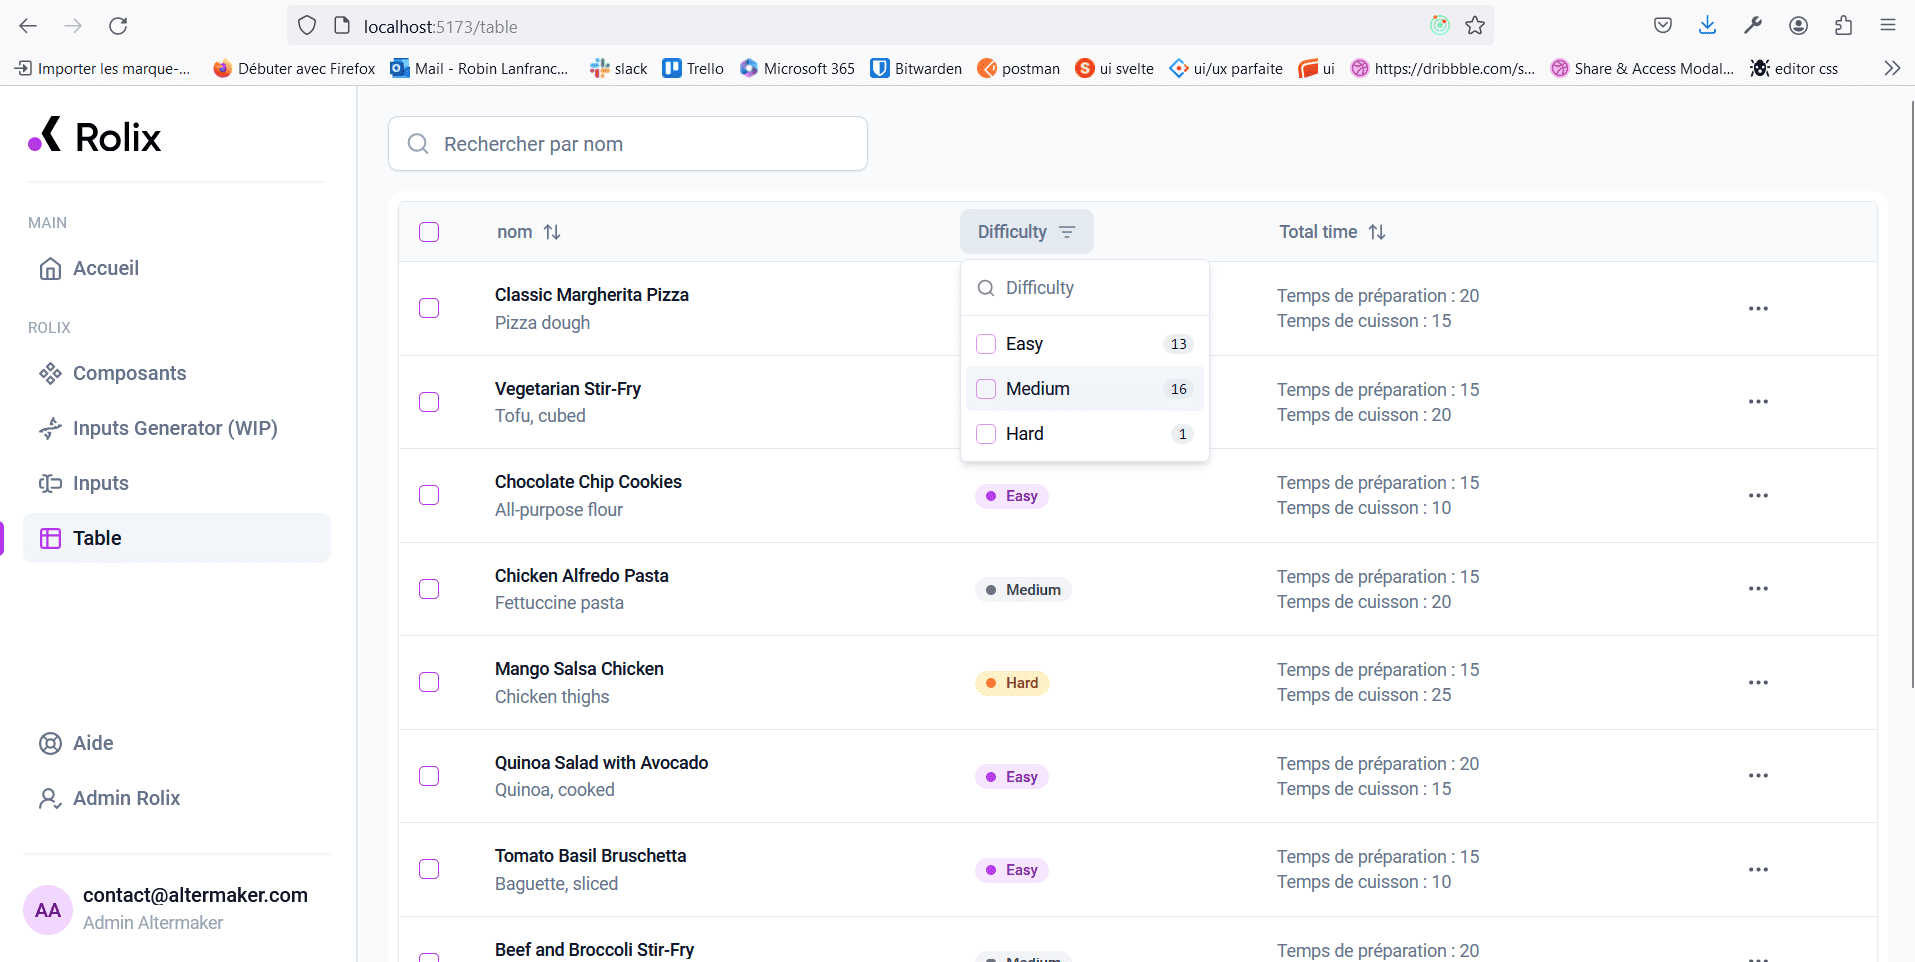 localhost:5173/table
Importer les marque-...
Débuter avec Firefox
Mail - Robin Lanfranc...
slack
Trello
Microsoft 365
Bitwarden
postman
ui svelte
ui/ux parfaite
ui
https://dribbble.com/s...
Share & Access Modal...
editor css
Rolix
MAIN
Accueil
ROLIX
Composants
Inputs Generator (WIP)
Inputs
Table
Aide
Admin Rolix
AA
contact@altermaker.com
Admin Altermaker
Rechercher par nom
nom
Difficulty
Total time
Difficulty
Easy 13
Medium 16
Hard 1
Classic Margherita Pizza
Pizza dough
Temps de préparation : 20
Temps de cuisson : 15
Vegetarian Stir-Fry
Tofu, cubed
Temps de préparation : 15
Temps de cuisson : 20
Chocolate Chip Cookies
All-purpose flour
Easy
Temps de préparation : 15
Temps de cuisson : 10
Chicken Alfredo Pasta
Fettuccine pasta
Medium
Temps de préparation : 15
Temps de cuisson : 20
Mango Salsa Chicken
Chicken thighs
Hard
Temps de préparation : 15
Temps de cuisson : 25
Quinoa Salad with Avocado
Quinoa, cooked
Easy
Temps de préparation : 20
Temps de cuisson : 15
Tomato Basil Bruschetta
Baguette, sliced
Easy
Temps de préparation : 15
Temps de cuisson : 10
Beef and Broccoli Stir-Fry
Medium
Temps de préparation : 20